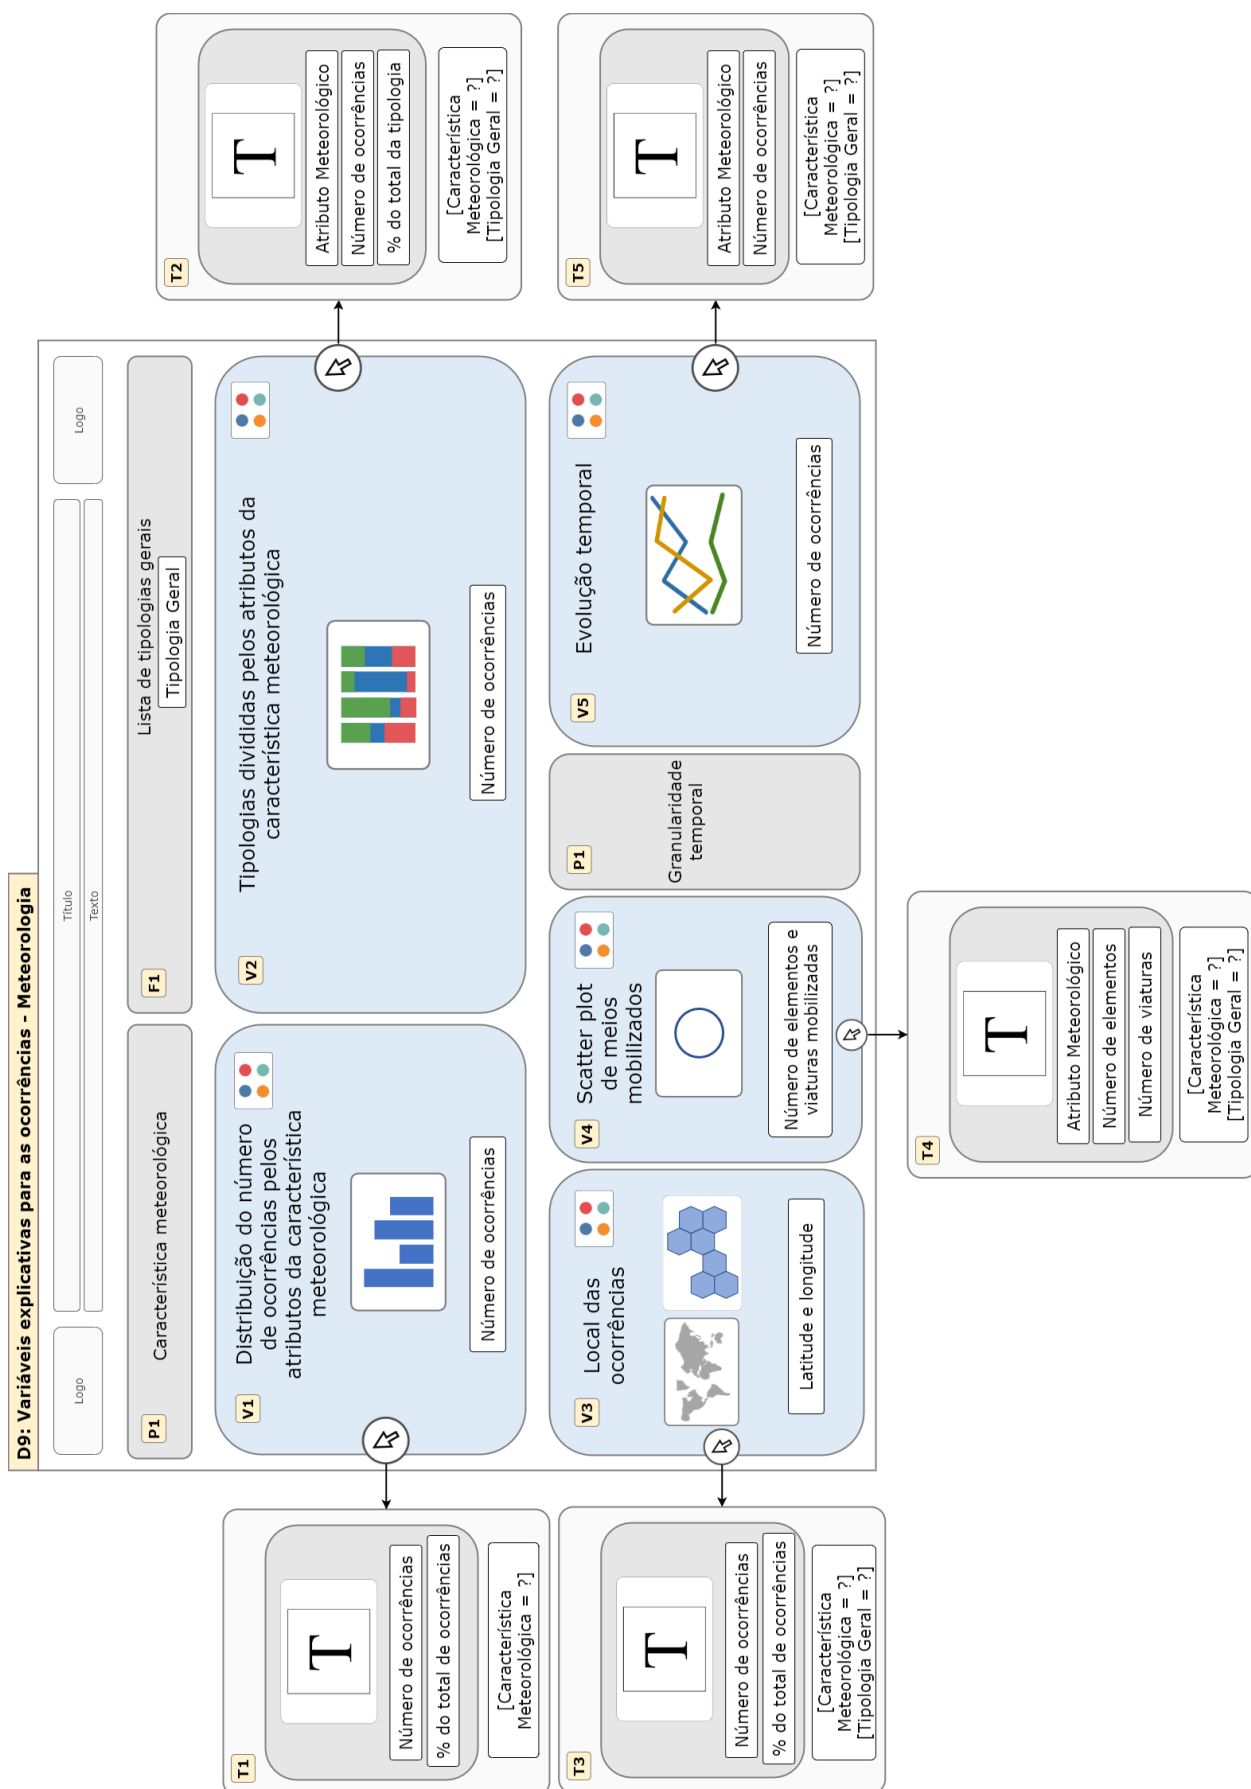 D9: Variáveis explicativas para as ocorrências - Meteorologia
Logo
Título
Texto
Logo
P1
Característica meteorológica
F1
Lista de tipologias gerais
Tipologia Geral
V1
Distribuição do número
de ocorrências pelos
atributos da característica
meteorológica
Número de ocorrências
V2
Tipologias divididas pelos atributos da
característica meteorológica
Número de ocorrências
V3
Local das
ocorrências
Latitude e longitude
V4
Scatter plot
de meios
mobilizados
Número de elementos e
viaturas mobilizadas
P1
Granularidade
temporal
V5
Evolução temporal
Número de ocorrências
T1
T
Número de ocorrências
% do total de ocorrências
[Característica
Meteorológica = ?]
T2
T
Atributo Meteorológico
Número de ocorrências
% do total da tipologia
[Característica
Meteorológica = ?]
[Tipologia Geral = ?]
T3
T
Número de ocorrências
% do total de ocorrências
[Característica
Meteorológica = ?]
[Tipologia Geral = ?]
T5
T
Atributo Meteorológico
Número de ocorrências
[Característica
Meteorológica = ?]
[Tipologia Geral = ?]
T4
T
Atributo Meteorológico
Número de elementos
Número de viaturas
[Característica
Meteorológica = ?]
[Tipologia Geral = ?]